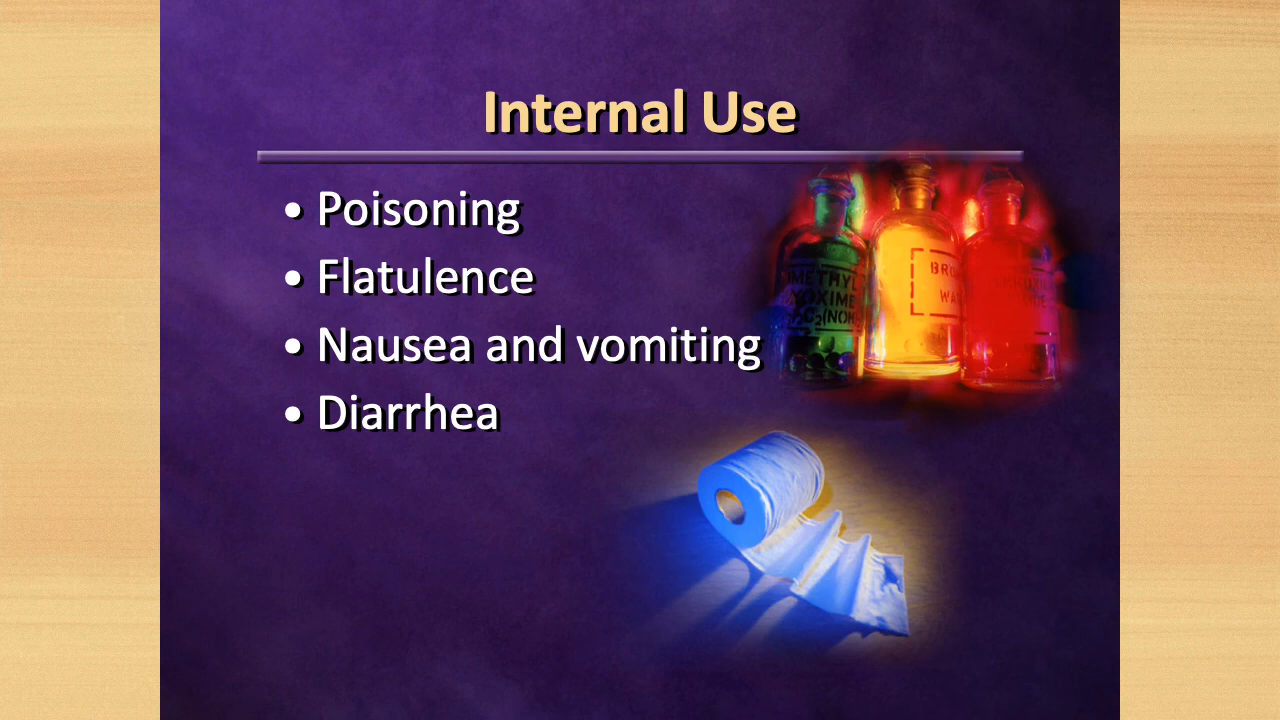 Internal Use
• Poisoning
• Flatulence
• Nausea and vomiting
• Diarrhea